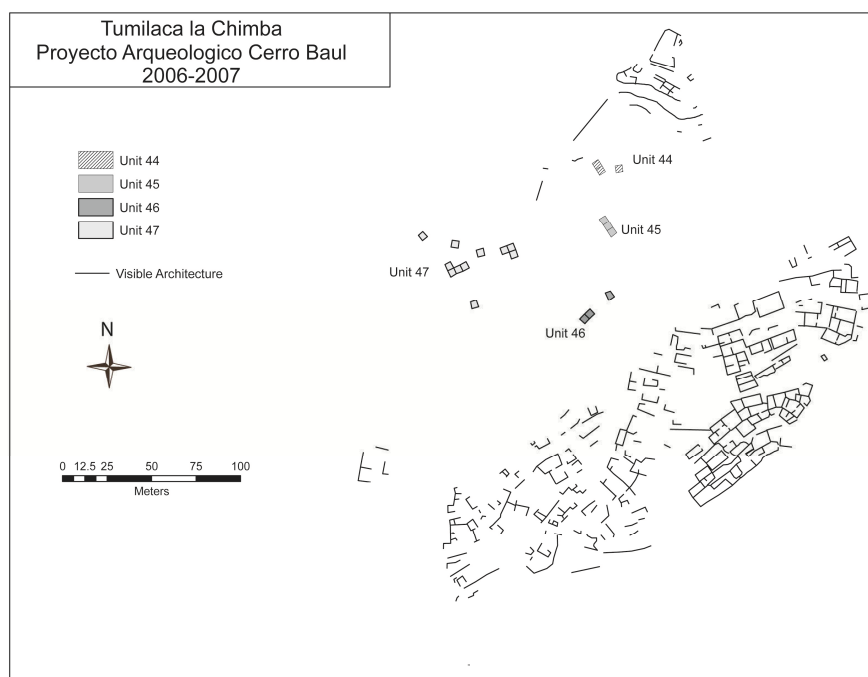 Tumilaca la Chimba
Proyecto Arqueologico Cerro Baul
2006-2007
Unit 44
Unit 45
Unit 46
Unit 47
Visible Architecture
N
0 12.5 25 50 75 100
Meters
Unit 44
Unit 45
Unit 47
Unit 46